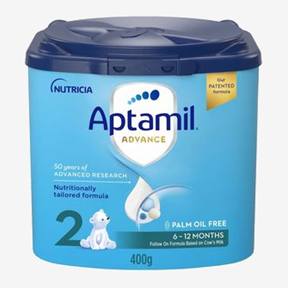 NUTRICIA
Our
PATENTED
formula
Aptamil
ADVANCE
50 years of
ADVANCED RESEARCH
Nutritionally
tailored formula
2
PALM OIL FREE
6 - 12 MONTHS
Follow On Formula Based on Cow's Milk
400g